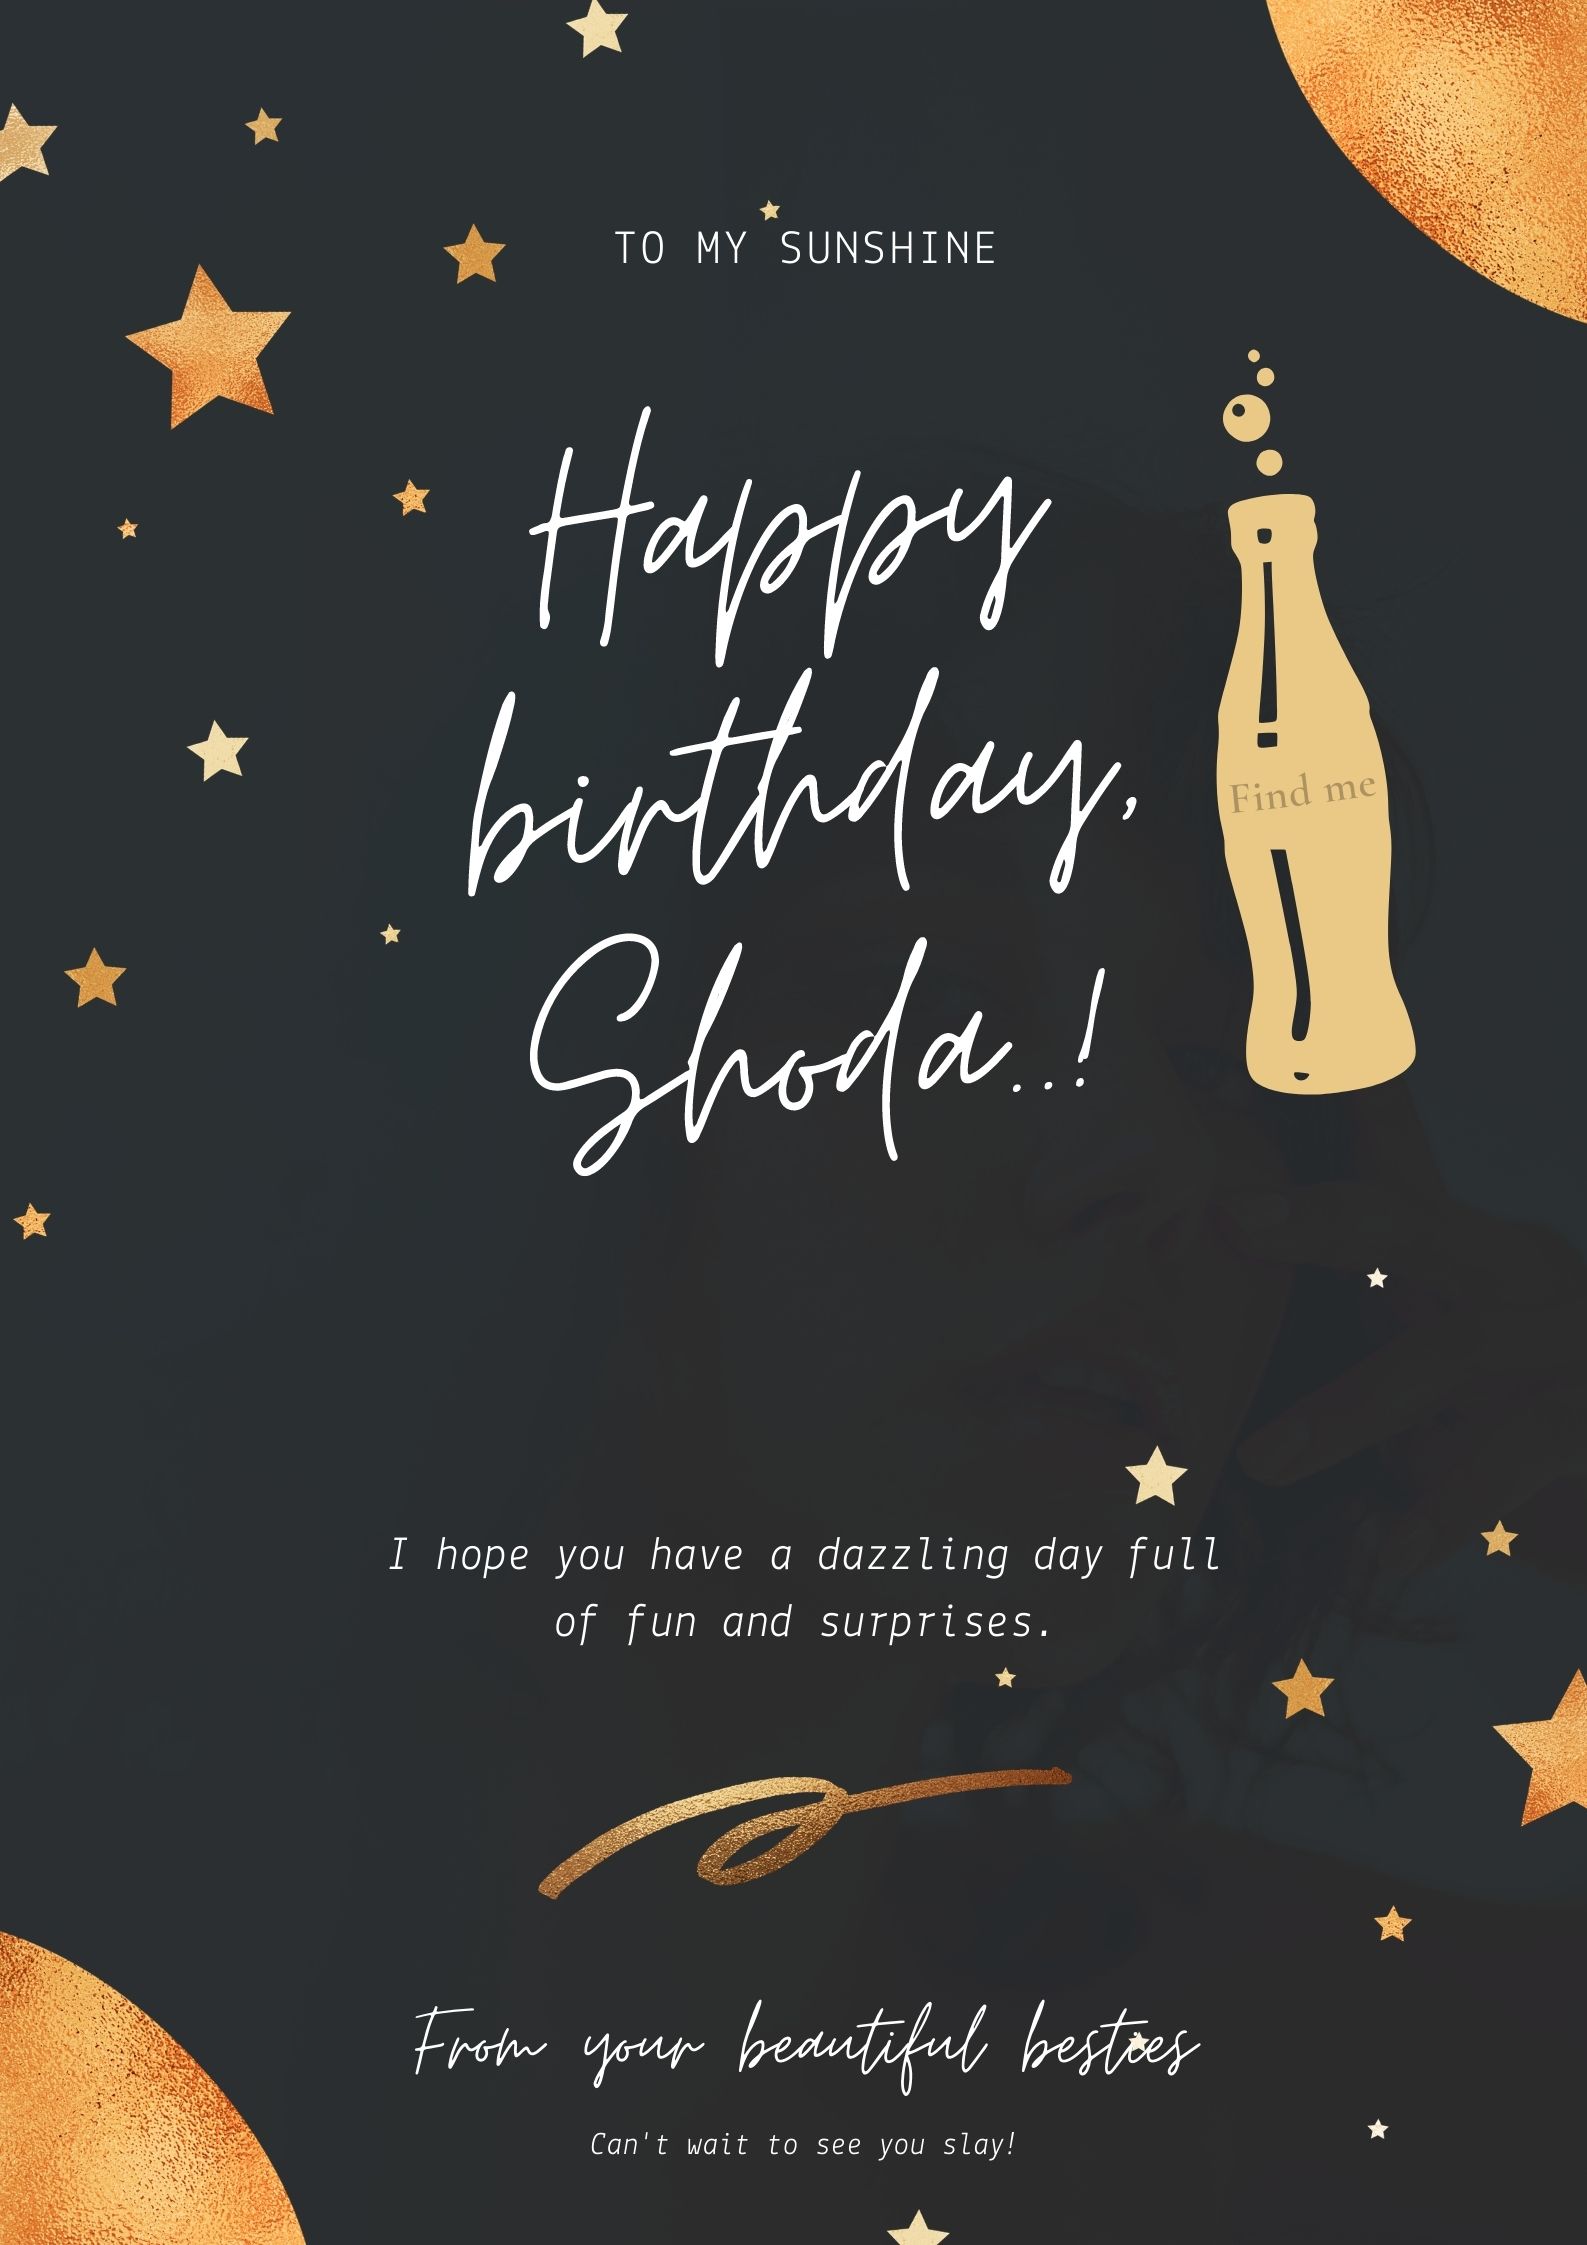 TO MY SUNSHINE
Happy
birthday,
Shoda..!
Find me
I hope you have a dazzling day full
of fun and surprises.
From your beautiful besties
Can't wait to see you slay!